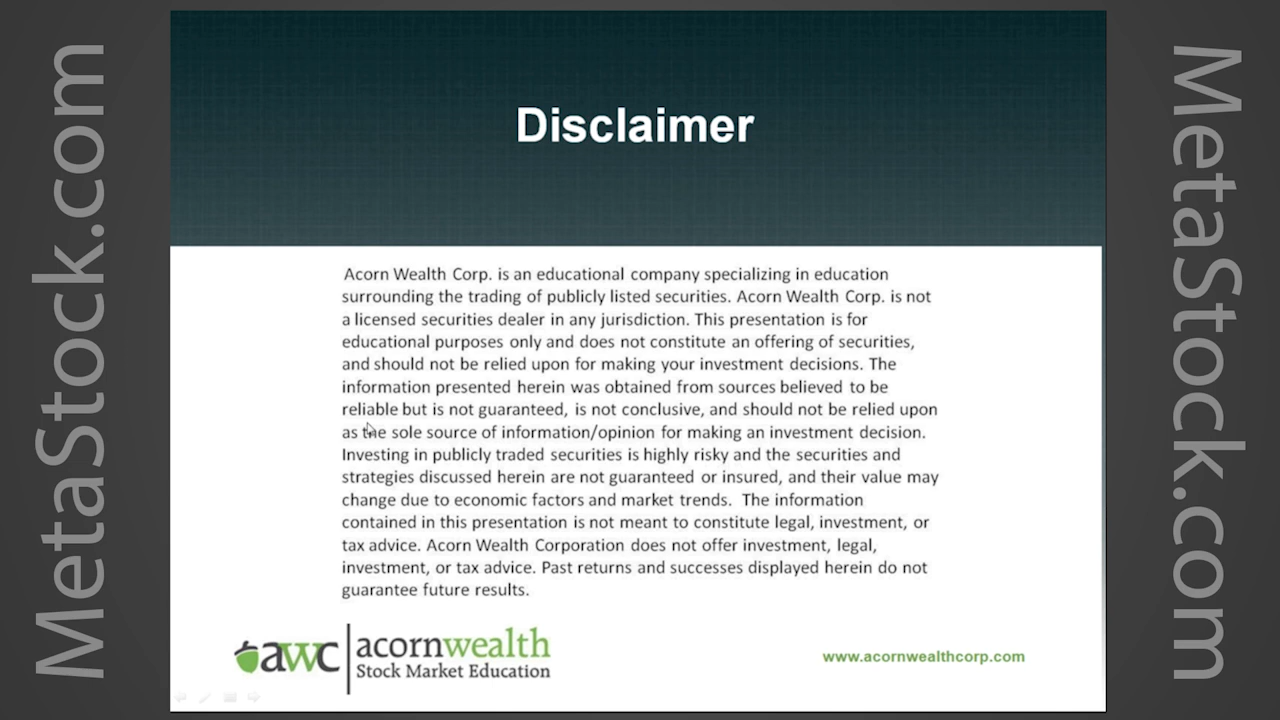 MetaStock.com
Disclaimer
Acorn Wealth Corp. is an educational company specializing in education
surrounding the trading of publicly listed securities. Acorn Wealth Corp. is not
a licensed securities dealer in any jurisdiction. This presentation is for
educational purposes only and does not constitute an offering of securities,
and should not be relied upon for making your investment decisions. The
information presented herein was obtained from sources believed to be
reliable but is not guaranteed, is not conclusive, and should not be relied upon
as the sole source of information/opinion for making an investment decision.
Investing in publicly traded securities is highly risky and the securities and
strategies discussed herein are not guaranteed or insured, and their value may
change due to economic factors and market trends.  The information
contained in this presentation is not meant to constitute legal, investment, or
tax advice. Acorn Wealth Corporation does not offer investment, legal,
investment, or tax advice. Past returns and successes displayed herein do not
guarantee future results.
awc acornwealth
Stock Market Education
www.acornwealthcorp.com
MetaStock.com